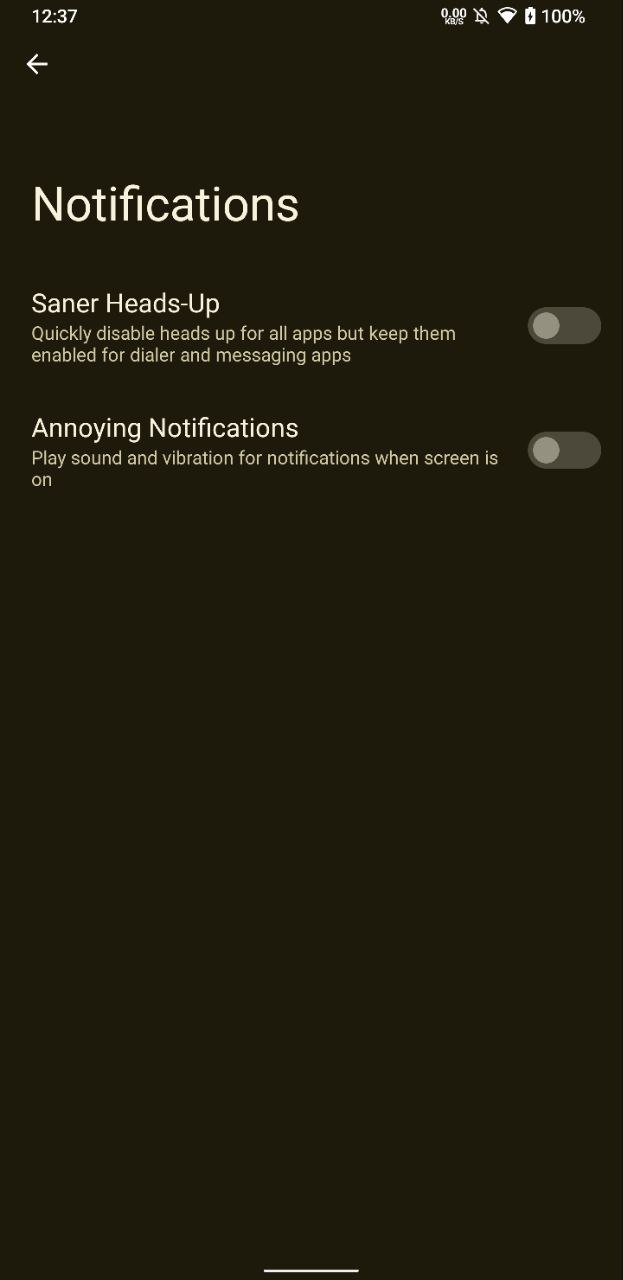 12:37 0.00 KB/S 100%
Notifications
Saner Heads-Up
Quickly disable heads up for all apps but keep them
enabled for dialer and messaging apps
Annoying Notifications
Play sound and vibration for notifications when screen is
on